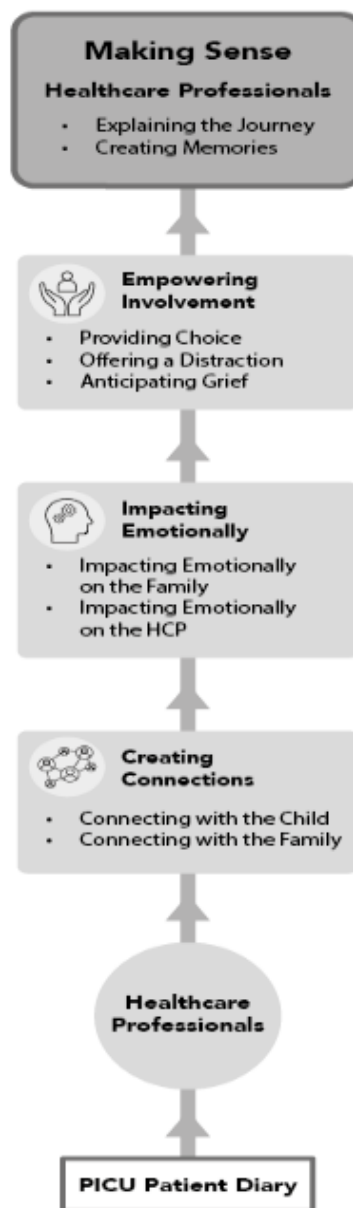 Making Sense
Healthcare Professionals
• Explaining the Journey
• Creating Memories
Empowering
Involvement
• Providing Choice
• Offering a Distraction
• Anticipating Grief
Impacting
Emotionally
• Impacting Emotionally
on the Family
• Impacting Emotionally
on the HCP
Creating
Connections
• Connecting with the Child
• Connecting with the Family
Healthcare
Professionals
PICU Patient Diary